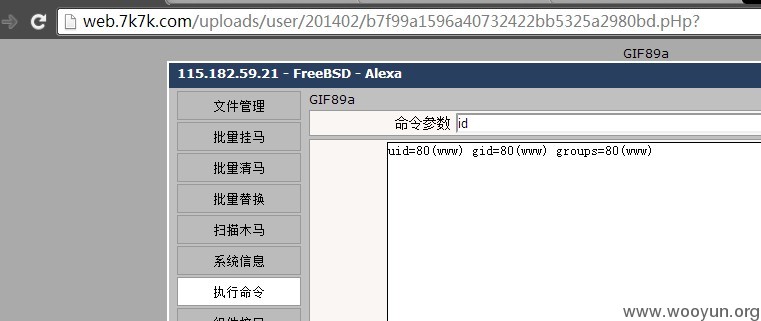 web.7k7k.com/uploads/user/201402/b7f99a1596a40732422bb5325a2980bd.pHp?
GIF89a
115.182.59.21 - FreeBSD - Alexa
文件管理
GIF89a
批量挂马
命令参数 id
批量清马
uid=80(www) gid=80(www) groups=80(www)
批量替换
扫描木马
系统信息
执行命令
www.wooyun.org